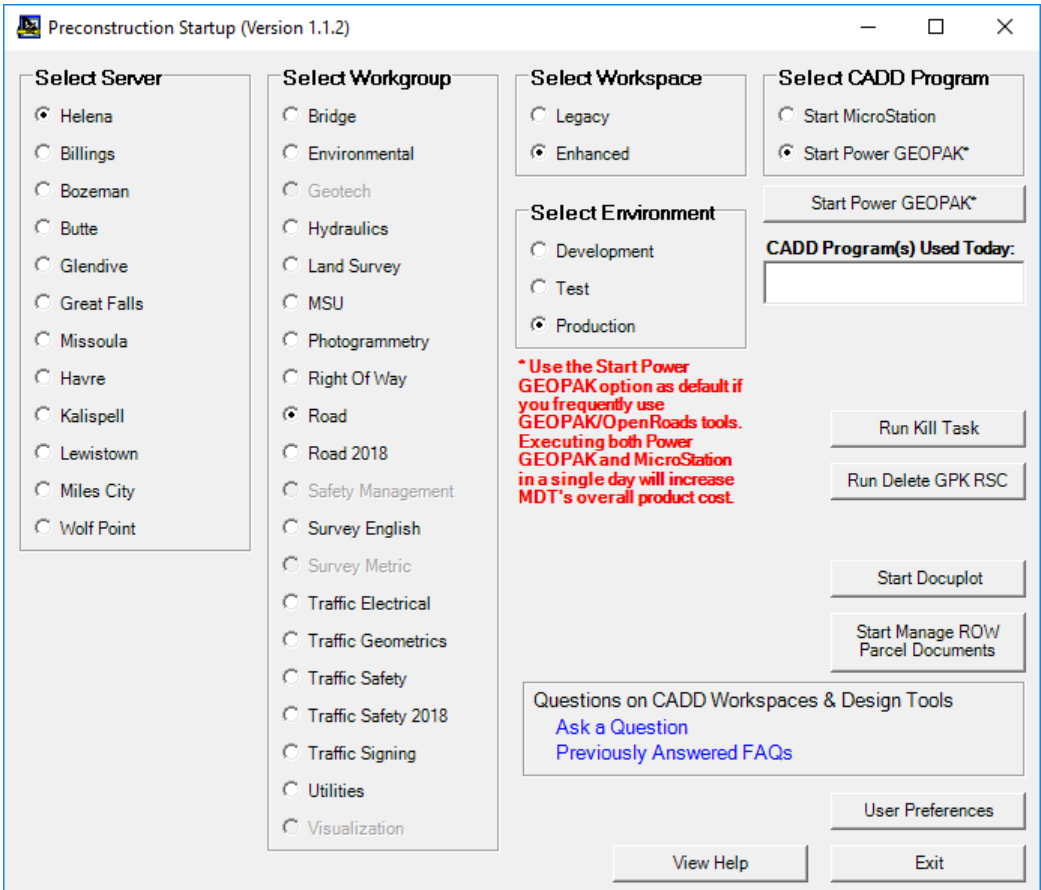 Preconstruction Startup (Version 1.1.2)
Select Server
Helena
Billings
Bozeman
Butte
Glendive
Great Falls
Missoula
Havre
Kalispell
Lewistown
Miles City
Wolf Point
Select Workgroup
Bridge
Environmental
Geotech
Hydraulics
Land Survey
MSU
Photogrammetry
Right Of Way
Road
Road 2018
Safety Management
Survey English
Survey Metric
Traffic Electrical
Traffic Geometrics
Traffic Safety
Traffic Safety 2018
Traffic Signing
Utilities
Visualization
Select Workspace
Legacy
Enhanced
Select Environment
Development
Test
Production
* Use the Start Power
GEOPAK option as default if
you frequently use
GEOPAK/OpenRoads tools.
Executing both Power
GEOPAK and MicroStation
in a single day will increase
MDT's overall product cost.
Select CADD Program
Start MicroStation
Start Power GEOPAK*
Start Power GEOPAK*
CADD Program(s) Used Today:
Run Kill Task
Run Delete GPK RSC
Start Docuplot
Start Manage ROW
Parcel Documents
Questions on CADD Workspaces & Design Tools
Ask a Question
Previously Answered FAQs
User Preferences
View Help
Exit